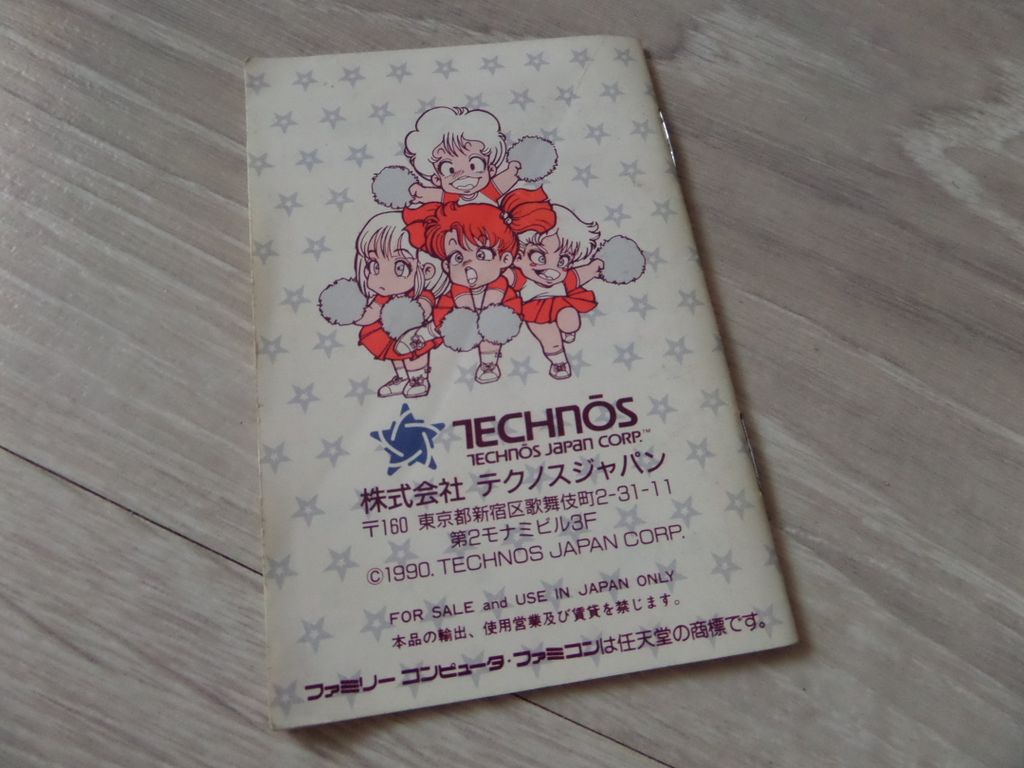 TECHNŌS
TECHNŌS JAPAN CORP.™
株式会社 テクノスジャパン
〒160 東京都新宿区歌舞伎町2-31-11
第2モナミビル3F
©1990. TECHNOS JAPAN CORP.
FOR SALE and USE IN JAPAN ONLY
本品の輸出、使用営業及び賃貸を禁じます。
ファミリー コンピュータ・ファミコンは任天堂の商標です。